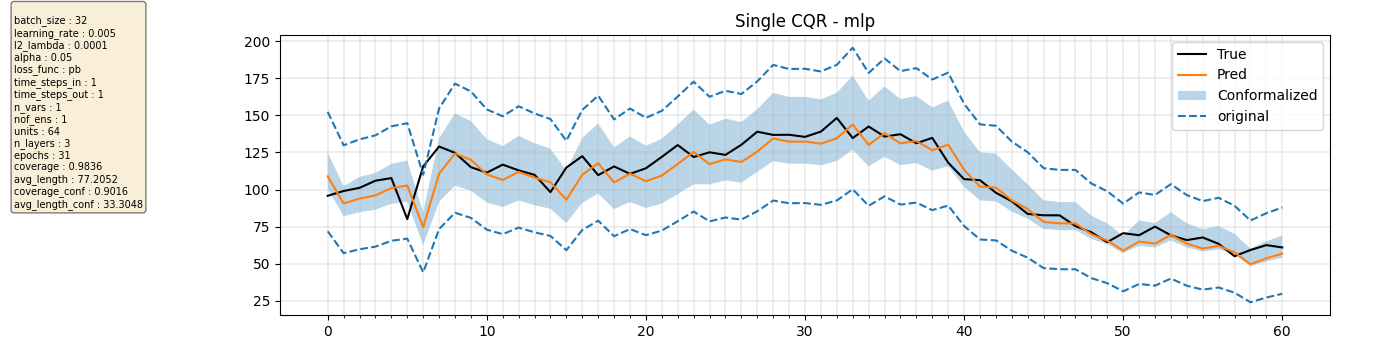 batch_size : 32
learning_rate : 0.005
l2_lambda : 0.0001
alpha : 0.05
loss_func : pb
time_steps_in : 1
time_steps_out : 1
n_vars : 1
nof_ens : 1
units : 64
n_layers : 3
epochs : 31
coverage : 0.9836
avg_length : 77.2052
coverage_conf : 0.9016
avg_length_conf : 33.3048
Single CQR - mlp
200
175
150
125
100
75
50
25
True
Pred
Conformalized
original
0 10 20 30 40 50 60